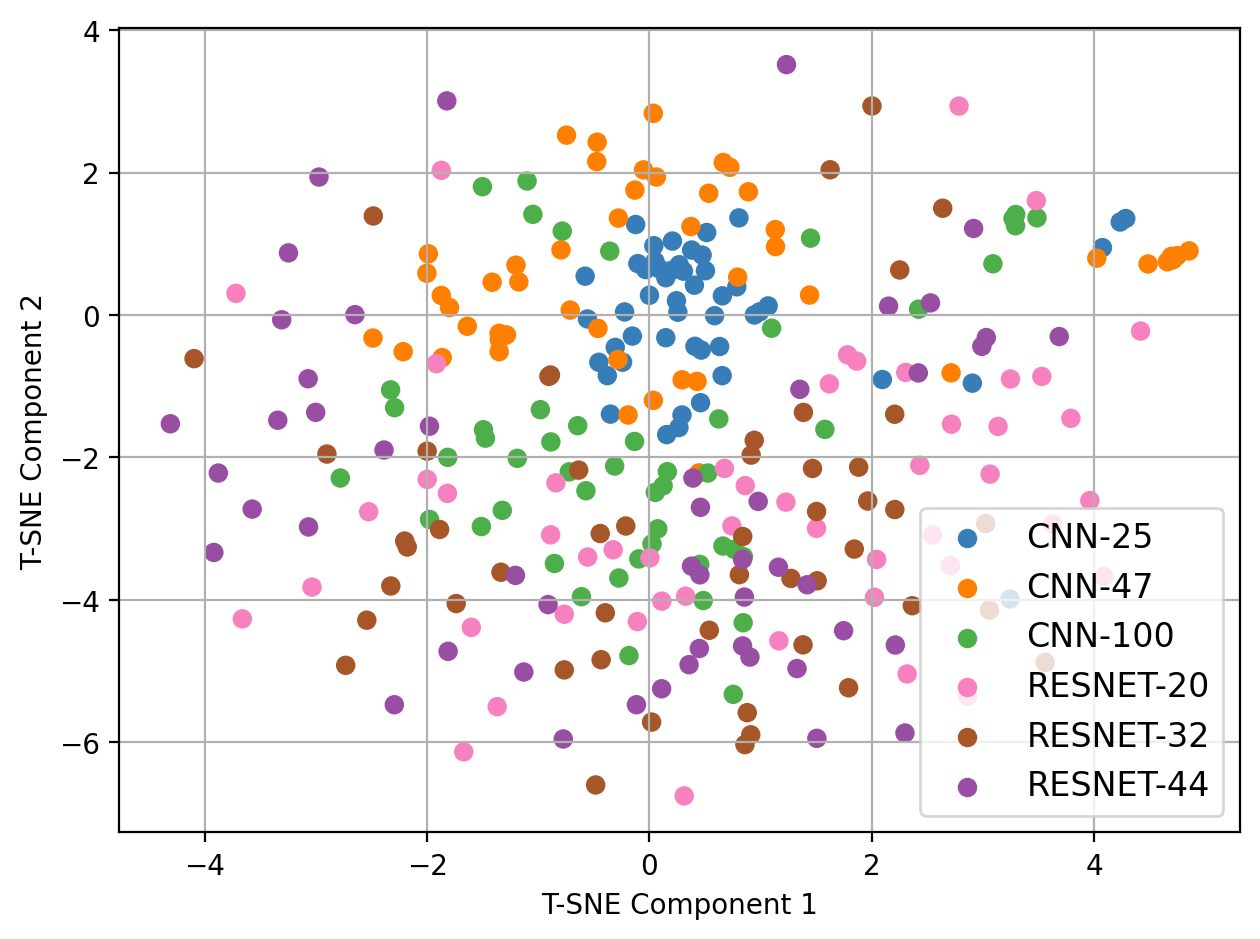 4
2
0
−2
−4
−6
T-SNE Component 2
CNN-25
CNN-47
CNN-100
RESNET-20
RESNET-32
RESNET-44
−4 −2 0 2 4
T-SNE Component 1